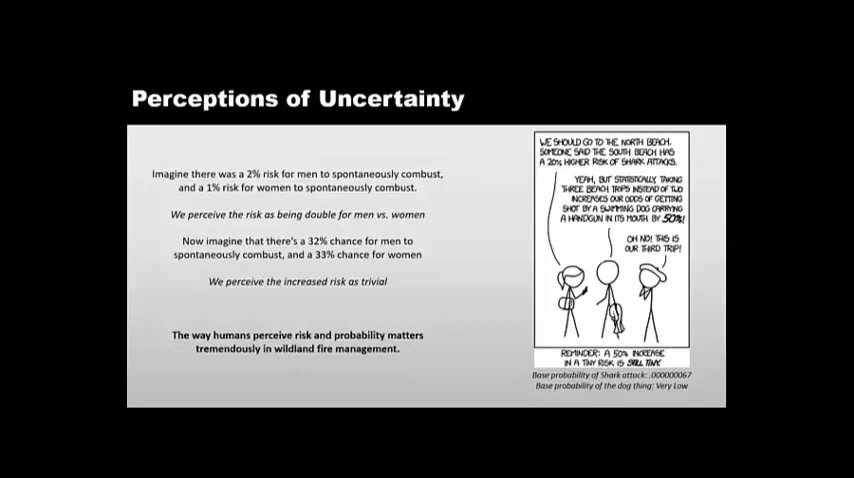 Perceptions of Uncertainty
Imagine there was a 2% risk for men to spontaneously combust,
and a 1% risk for women to spontaneously combust.
We perceive the risk as being double for men vs. women
Now imagine that there's a 32% chance for men to
spontaneously combust, and a 33% chance for women
We perceive the increased risk as trivial
The way humans perceive risk and probability matters
tremendously in wildland fire management.
WE SHOULD GO TO THE NORTH BEACH.
SOMEONE SAID THE SOUTH BEACH HAS
A 20% HIGHER RISK OF SHARK ATTACKS.
YEAH, BUT STATISTICALLY, TAKING
THREE BEACH TRIPS INSTEAD OF TWO
INCREASES OUR ODDS OF GETTING
SHOT BY A SWIMMING DOG CARRYING
A HANDGUN IN ITS MOUTH BY 50%!
OH NO! THIS IS
OUR THIRD TRIP!
REMINDER: A 50% INCREASE
IN A TINY RISK IS STILL TINY.
Base probability of Shark attack: .000000067
Base probability of the dog thing: Very Low